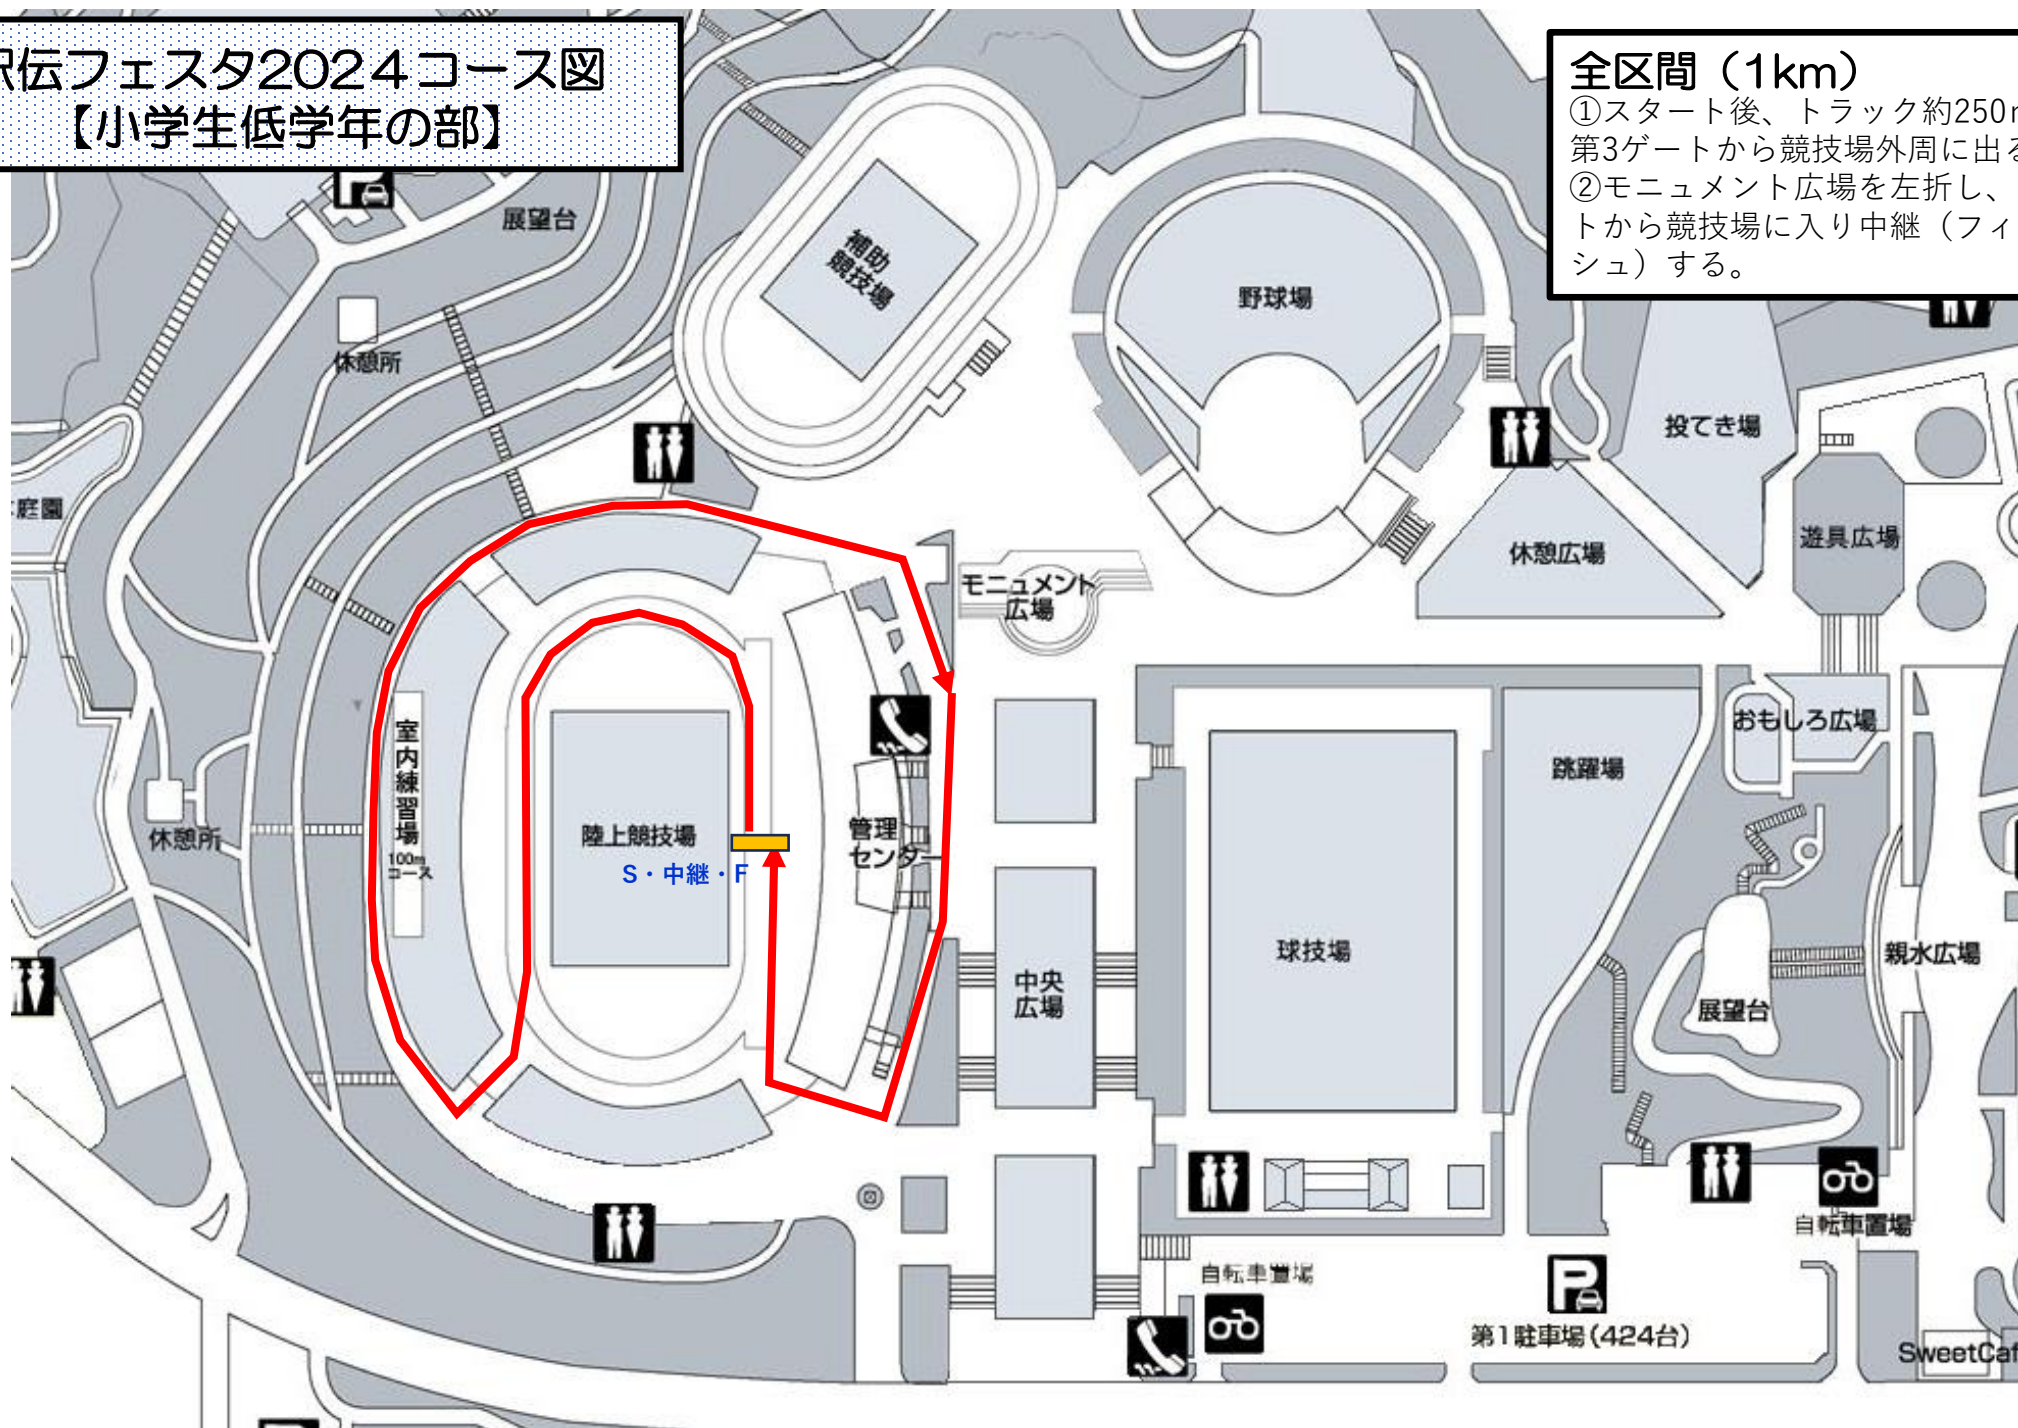 駅伝フェスタ2024コース図
【小学生低学年の部】
全区間（1km）
①スタート後、トラック約250m
第3ゲートから競技場外周に出る
②モニュメント広場を左折し、
トから競技場に入り中継（フィ
シュ）する。
展望台
補助
競技場
野球場
休憩所
投てき場
庭園
遊具広場
休憩広場
モニュメント
広場
おもしろ広場
室内練習場
100m
コース
跳躍場
休憩所
陸上競技場
管理
センター
S・中継・F
球技場
親水広場
中央
広場
展望台
自転車置場
自転車置場
第1駐車場(424台)
SweetCaf